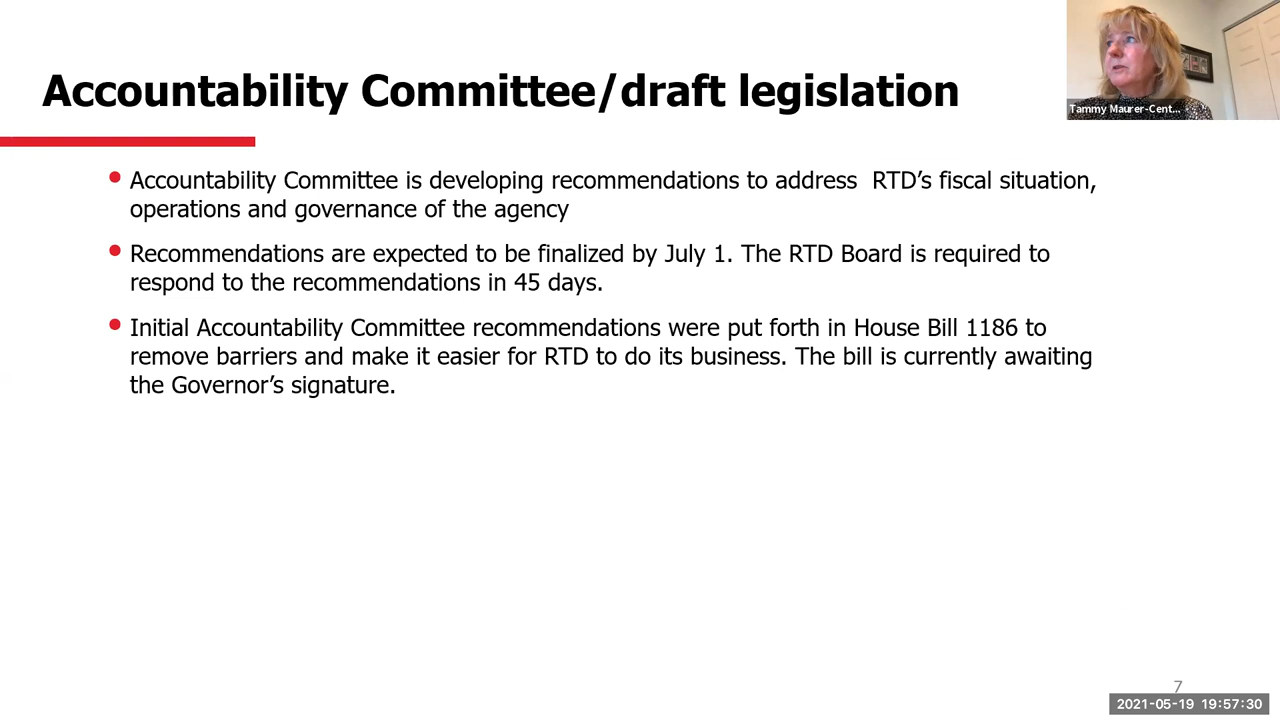 Accountability Committee/draft legislation
Tammy Maurer-Cent...
• Accountability Committee is developing recommendations to address  RTD’s fiscal situation,
operations and governance of the agency
• Recommendations are expected to be finalized by July 1. The RTD Board is required to
respond to the recommendations in 45 days.
• Initial Accountability Committee recommendations were put forth in House Bill 1186 to
remove barriers and make it easier for RTD to do its business. The bill is currently awaiting
the Governor’s signature.
7
2021-05-19 19:57:30